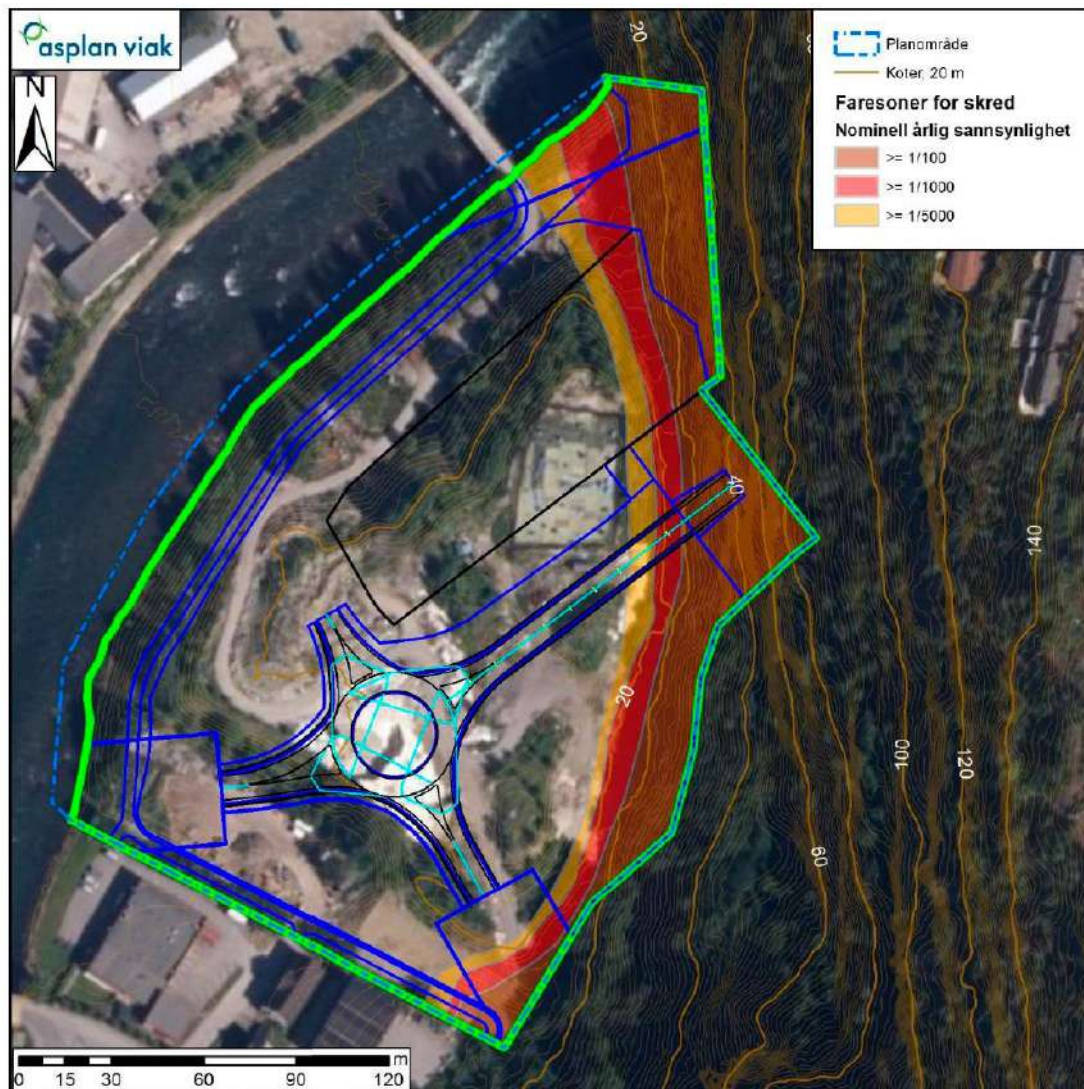 asplan viak
N
Planområde
Koter, 20 m
Faresoner for skred
Nominell årlig sannsynlighet
>= 1/100
>= 1/1000
>= 1/5000
20
40
140
20
100
120
60
m
0 15 30 60 90 120